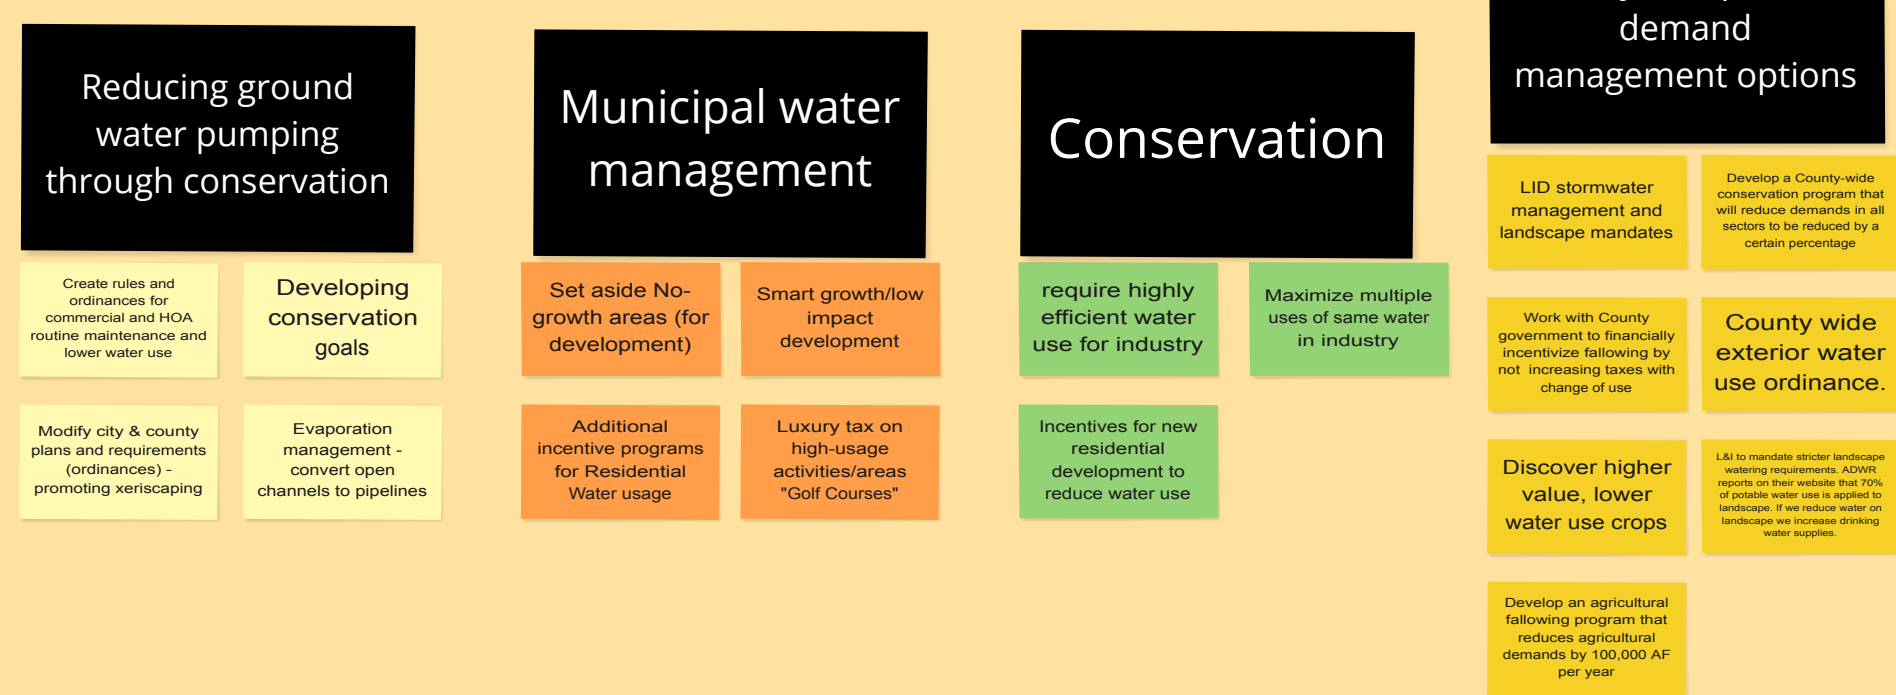 Reducing ground
water pumping
through conservation
Create rules and
ordinances for
commercial and HOA
routine maintenance and
lower water use
Developing
conservation
goals
Modify city & county
plans and requirements
(ordinances) -
promoting xeriscaping
Evaporation
management -
convert open
channels to pipelines
Municipal water
management
Set aside No-
growth areas (for
development)
Smart growth/low
impact
development
Additional
incentive programs
for Residential
Water usage
Luxury tax on
high-usage
activities/areas
"Golf Courses"
Conservation
require highly
efficient water
use for industry
Maximize multiple
uses of same water
in industry
Incentives for new
residential
development to
reduce water use
demand
management options
LID stormwater
management and
landscape mandates
Develop a County-wide
conservation program that
will reduce demands in all
sectors to be reduced by a
certain percentage
Work with County
government to financially
incentivize fallowing by
not increasing taxes with
change of use
County wide
exterior water
use ordinance.
Discover higher
value, lower
water use crops
L&I to mandate stricter landscape
watering requirements. ADWR
reports on their website that 70%
of potable water use is applied to
landscape. If we reduce water on
landscape we increase drinking
water supplies.
Develop an agricultural
fallowing program that
reduces agricultural
demands by 100,000 AF
per year